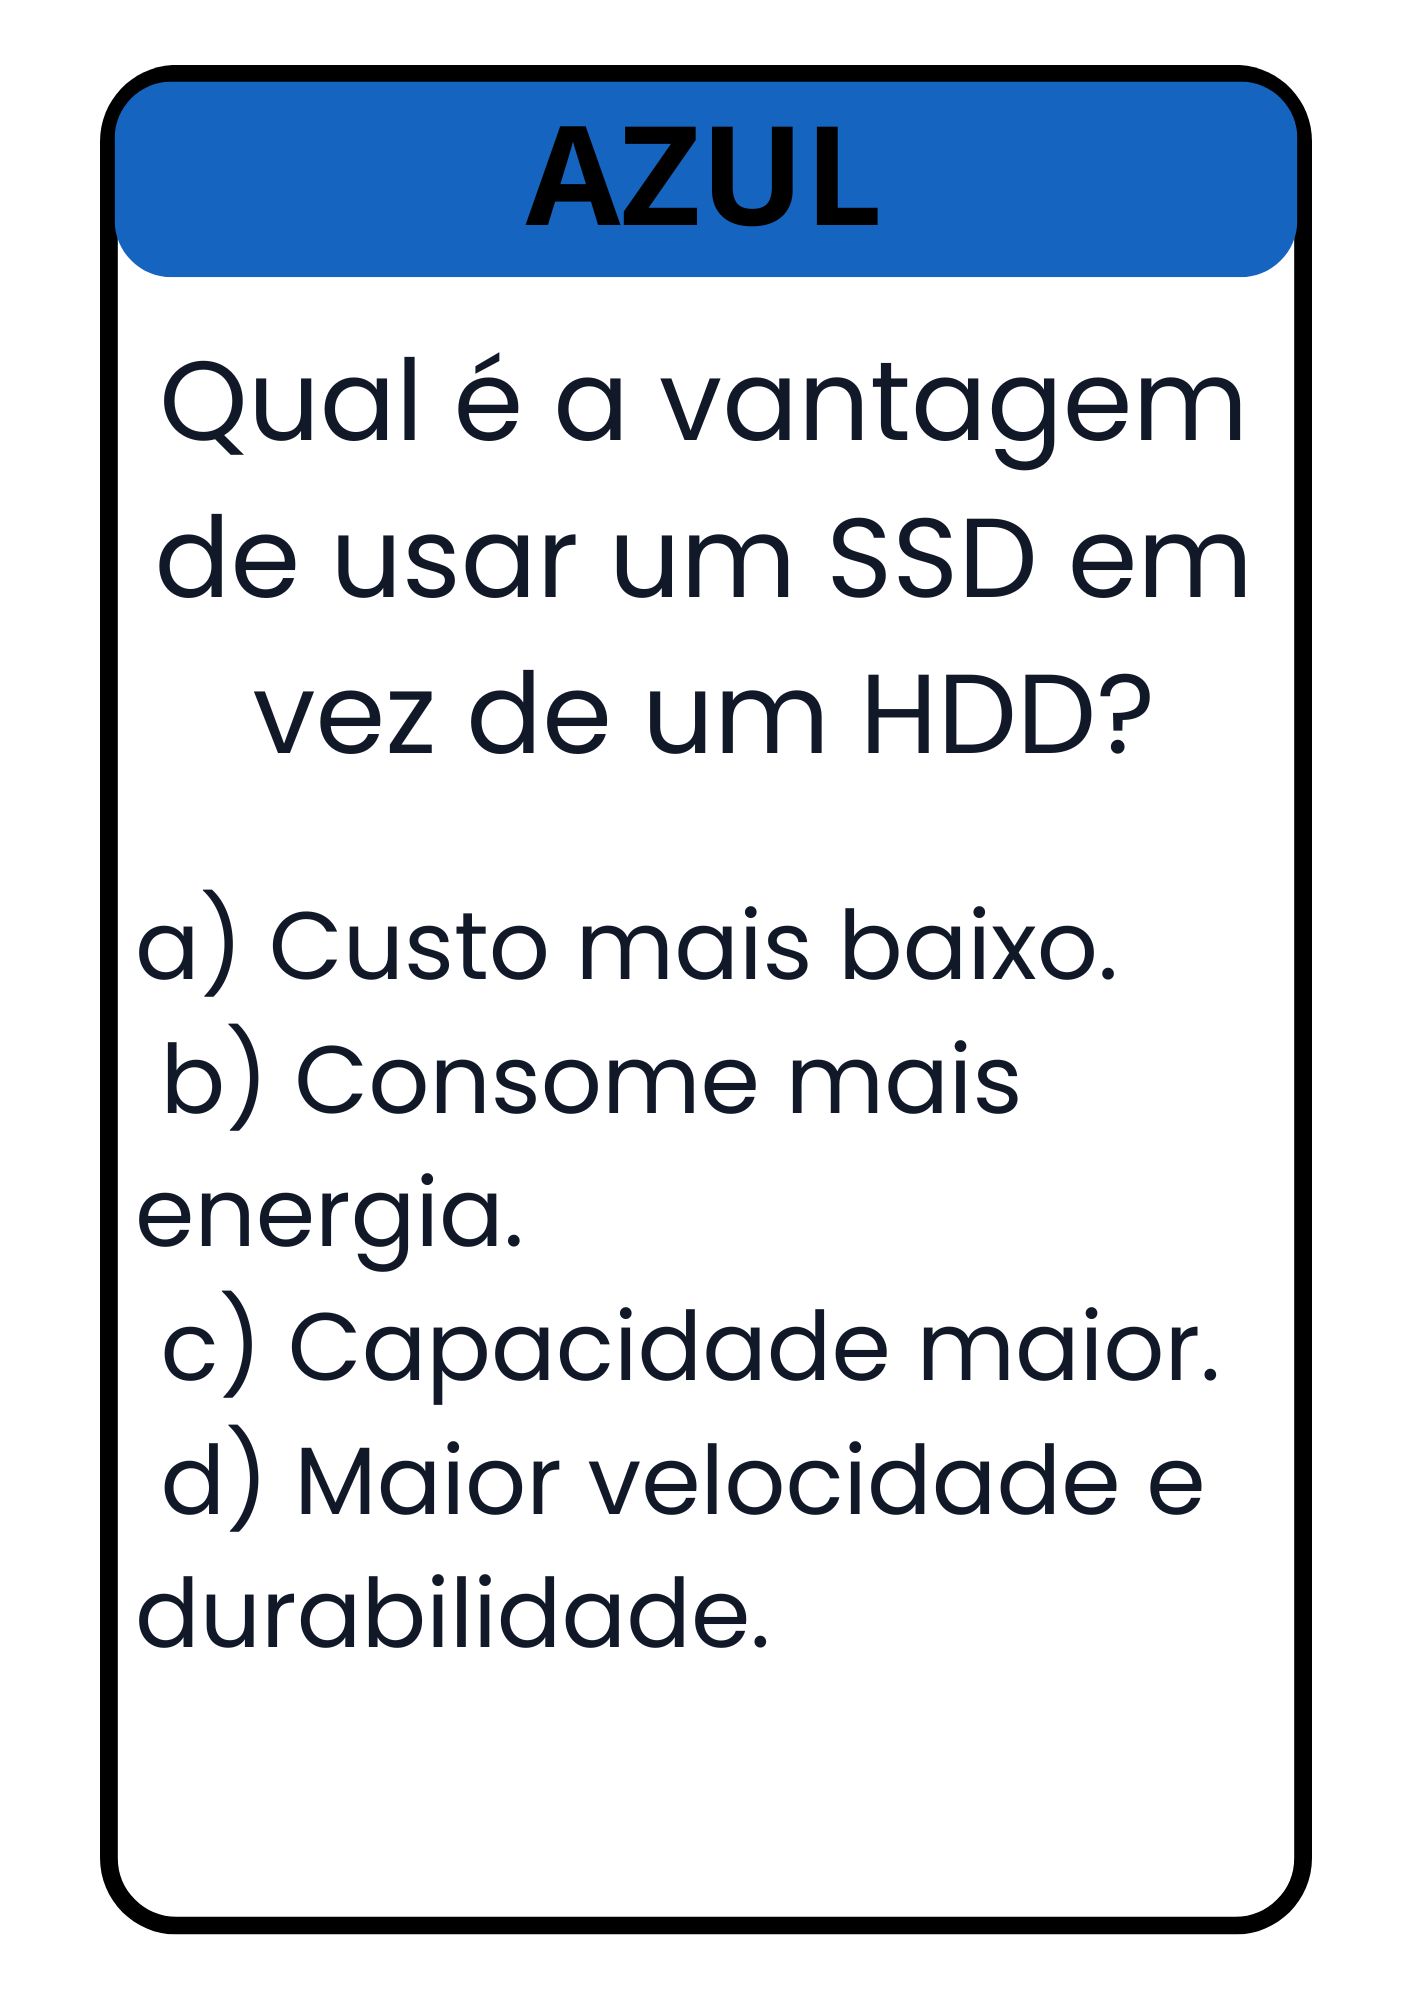 AZUL
Qual é a vantagem
de usar um SSD em
vez de um HDD?
a) Custo mais baixo.
b) Consome mais
energia.
c) Capacidade maior.
d) Maior velocidade e
durabilidade.